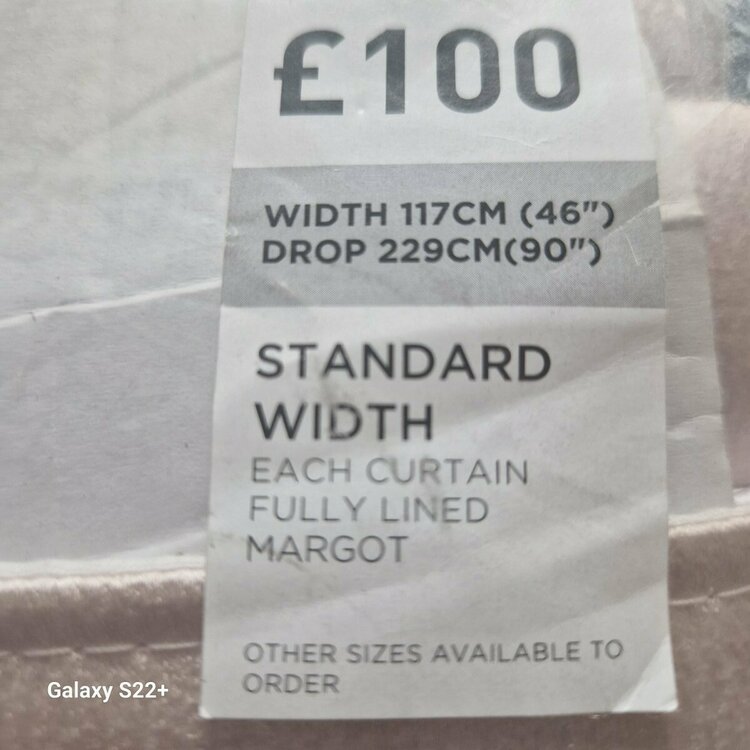 £100
WIDTH 117CM (46")
DROP 229CM(90")
STANDARD
WIDTH
EACH CURTAIN
FULLY LINED
MARGOT
OTHER SIZES AVAILABLE TO
ORDER
Galaxy S22+